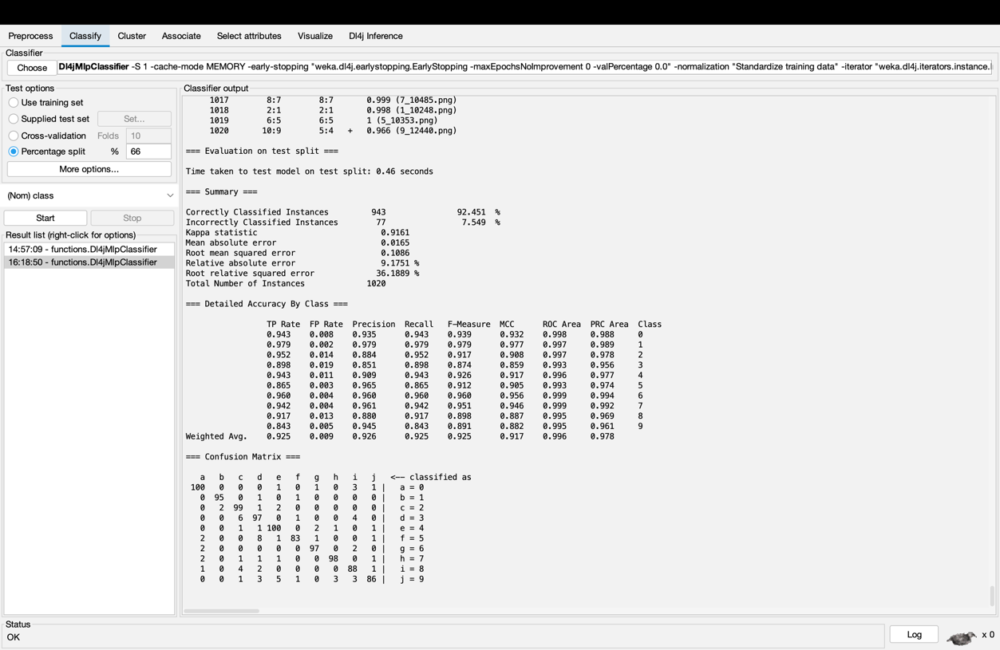 Preprocess Classify Cluster Associate Select attributes Visualize Dl4j Inference
Classifier
Choose Dl4jMlpClassifier -S 1 -cache-mode MEMORY -early-stopping "weka.dl4j.earlystopping.EarlyStopping -maxEpochsNoImprovement 0 -valPercentage 0.0" -normalization "Standardize training data" -iterator "weka.dl4j.iterators.instance.
Test options
Use training set
Supplied test set Set...
Cross-validation Folds 10
Percentage split % 66
More options...
(Nom) class
Start Stop
Result list (right-click for options)
14:57:09 - functions.Dl4jMlpClassifier
16:18:50 - functions.Dl4jMlpClassifier
Classifier output
1017 8:7 8:7 0.999 (7_10485.png)
1018 2:1 2:1 0.998 (1_10248.png)
1019 6:5 6:5 1 (5_10353.png)
1020 10:9 5:4 + 0.966 (9_12440.png)
=== Evaluation on test split ===
Time taken to test model on test split: 0.46 seconds
=== Summary ===
Correctly Classified Instances 943 92.451 %
Incorrectly Classified Instances 77 7.549 %
Kappa statistic 0.9161
Mean absolute error 0.0165
Root mean squared error 0.1086
Relative absolute error 9.1751 %
Root relative squared error 36.1889 %
Total Number of Instances 1020
=== Detailed Accuracy By Class ===
TP Rate FP Rate Precision Recall F-Measure MCC ROC Area PRC Area Class
0.943 0.008 0.935 0.943 0.939 0.932 0.998 0.988 0
0.979 0.002 0.979 0.979 0.979 0.977 0.997 0.989 1
0.952 0.014 0.884 0.952 0.917 0.908 0.997 0.978 2
0.898 0.019 0.851 0.898 0.874 0.859 0.993 0.956 3
0.943 0.011 0.909 0.943 0.926 0.917 0.996 0.977 4
0.865 0.003 0.965 0.865 0.912 0.905 0.993 0.974 5
0.960 0.004 0.960 0.960 0.960 0.956 0.999 0.994 6
0.942 0.004 0.961 0.942 0.951 0.946 0.999 0.992 7
0.917 0.013 0.880 0.917 0.898 0.887 0.995 0.969 8
0.843 0.005 0.945 0.843 0.891 0.882 0.995 0.961 9
Weighted Avg. 0.925 0.009 0.926 0.925 0.925 0.917 0.996 0.978
=== Confusion Matrix ===
a b c d e f g h i j <-- classified as
100 0 0 0 1 0 1 0 3 1 | a = 0
0 95 0 1 0 1 0 0 0 0 | b = 1
0 2 99 1 2 0 0 0 0 0 | c = 2
0 0 6 97 0 1 0 0 4 0 | d = 3
0 0 1 1 100 0 2 1 0 1 | e = 4
2 0 0 8 1 83 1 0 0 1 | f = 5
2 0 0 0 0 0 97 0 2 0 | g = 6
2 0 1 1 1 0 0 98 0 1 | h = 7
1 0 4 2 0 0 0 0 88 1 | i = 8
0 0 1 3 5 1 0 3 3 86 | j = 9
Status
OK
Log x 0